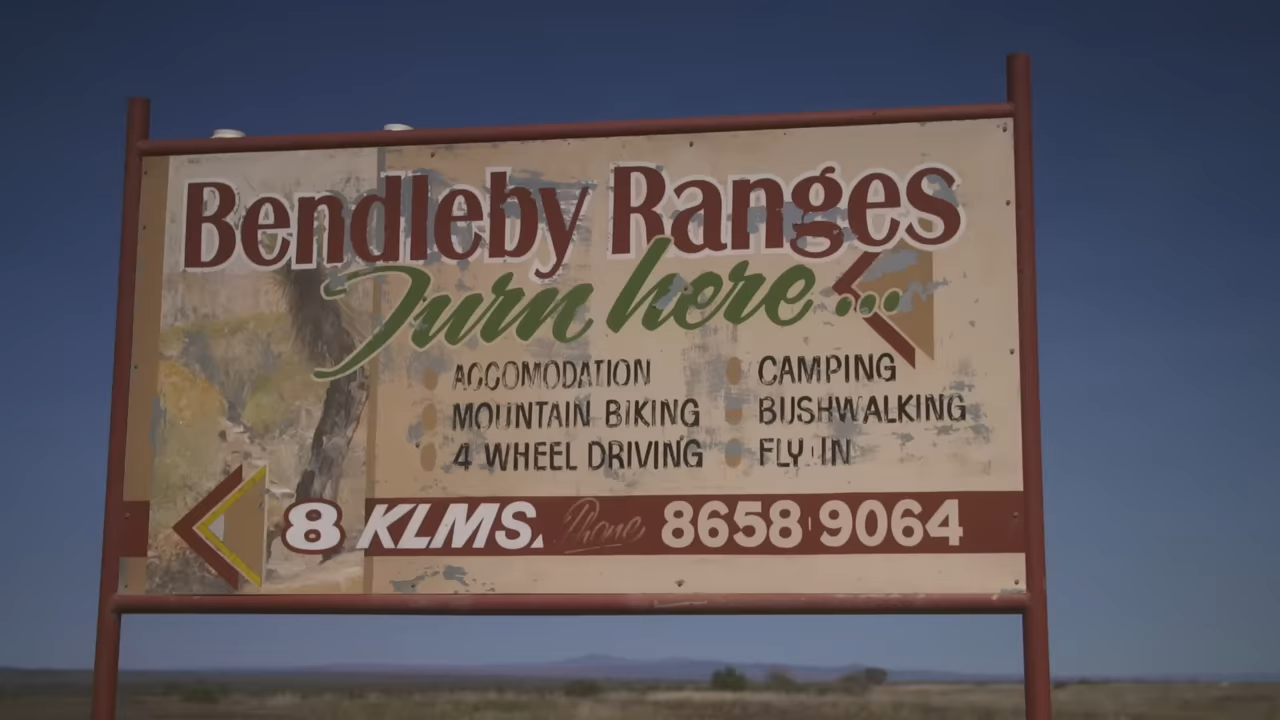 Bendleby Ranges
Turn here...
ACCOMODATION
MOUNTAIN BIKING
4 WHEEL DRIVING
CAMPING
BUSHWALKING
FLY IN
8 KLMS. Phone 8658 9064